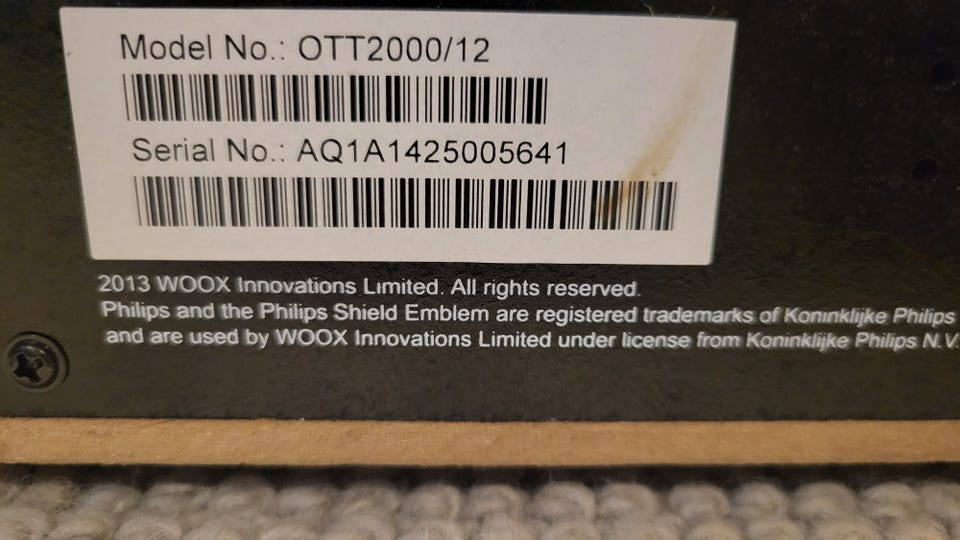 Model No.: OTT2000/12
Serial No.: AQ1A1425005641
2013 WOOX Innovations Limited. All rights reserved.
Philips and the Philips Shield Emblem are registered trademarks of Koninklijke Philips
and are used by WOOX Innovations Limited under license from Koninklijke Philips N.V.